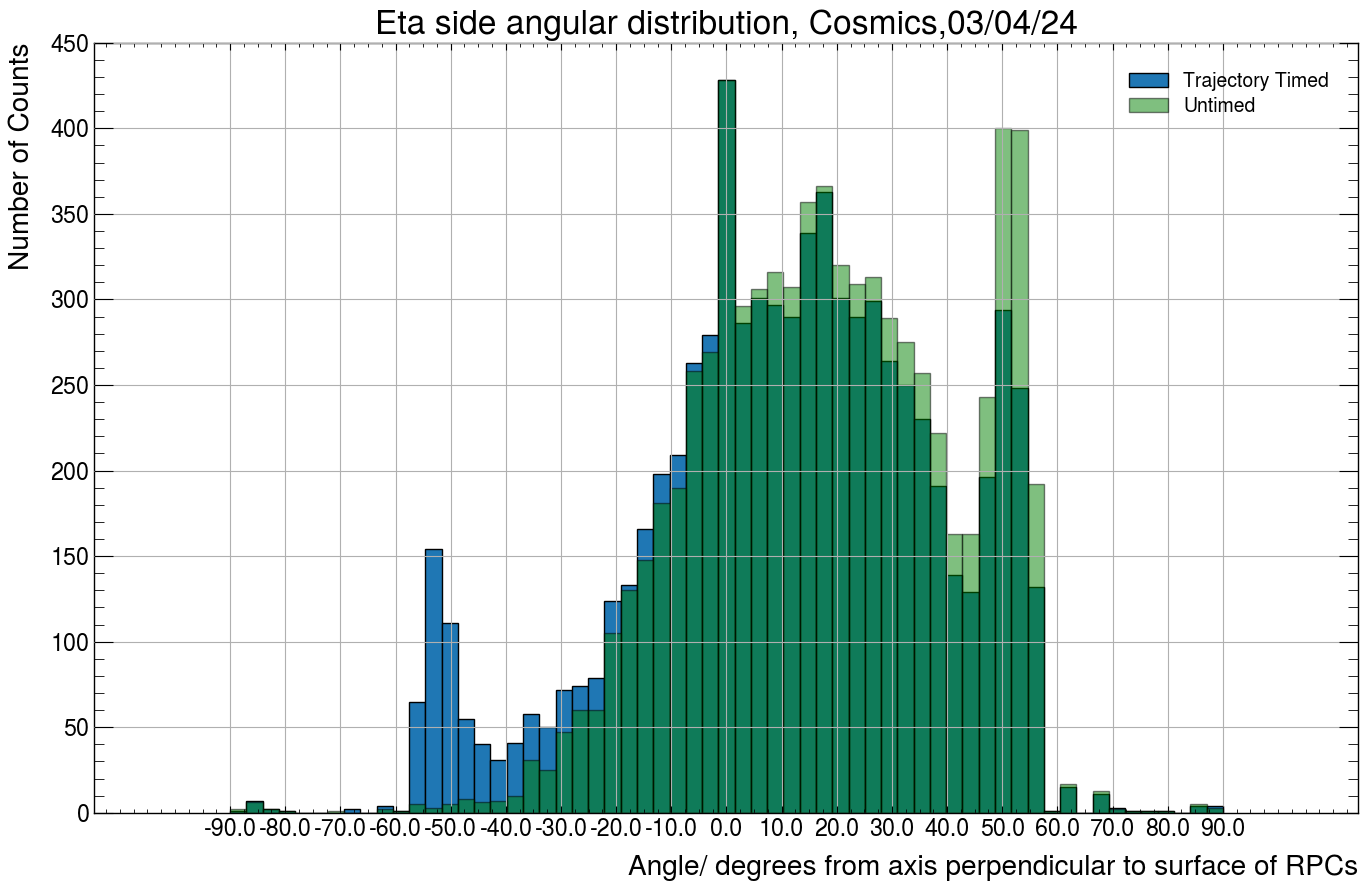 Eta side angular distribution, Cosmics,03/04/24
Number of Counts
450
400
350
300
250
200
150
100
50
0
Trajectory Timed
Untimed
-90.0 -80.0 -70.0 -60.0 -50.0 -40.0 -30.0 -20.0 -10.0 0.0 10.0 20.0 30.0 40.0 50.0 60.0 70.0 80.0 90.0
Angle/ degrees from axis perpendicular to surface of RPCs